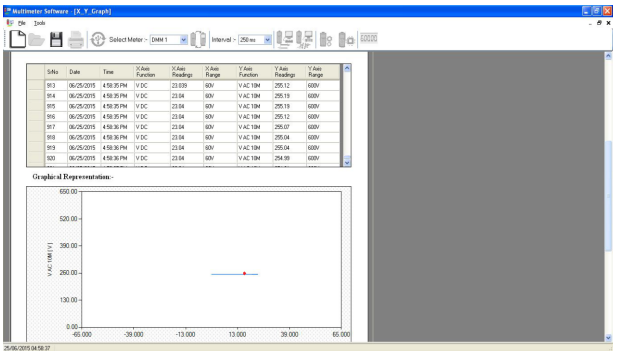 Multimeter Software - [X_Y_Graph]
File Tools
Select Meter :- DMM 1 Interval :- 250 ms
SrNo Date Time X Axis Function X Axis Readings X Axis Range Y Axis Function Y Axis Readings Y Axis Range
913 06/25/2015 4:58:35 PM V DC 23.039 60V V AC 10M 255.12 600V
914 06/25/2015 4:58:35 PM V DC 23.04 60V V AC 10M 255.19 600V
915 06/25/2015 4:58:35 PM V DC 23.04 60V V AC 10M 255.19 600V
916 06/25/2015 4:58:35 PM V DC 23.04 60V V AC 10M 255.12 600V
917 06/25/2015 4:58:36 PM V DC 23.04 60V V AC 10M 255.07 600V
918 06/25/2015 4:58:36 PM V DC 23.04 60V V AC 10M 255.04 600V
919 06/25/2015 4:58:36 PM V DC 23.04 60V V AC 10M 255.04 600V
920 06/25/2015 4:58:36 PM V DC 23.04 60V V AC 10M 254.99 600V
Graphical Representation:-
650.00
520.00
390.00
260.00
130.00
0.00
V AC 10M [ V ]
-65.000 -39.000 -13.000 13.000 39.000 65.000
25/06/2015 04:58:37